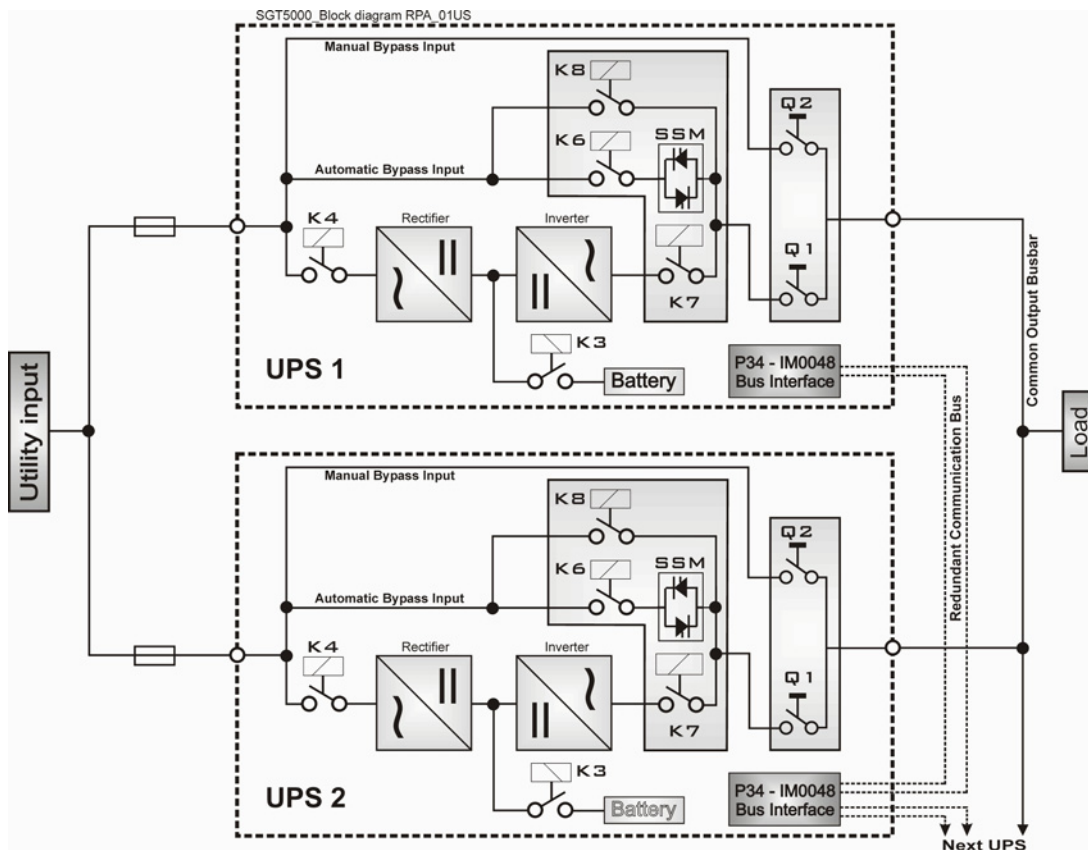 SGT5000_Block diagram RPA_01US
Manual Bypass Input
K8
Q2
K6
SSM
Automatic Bypass Input
K4
Rectifier
Inverter
Q1
K7
K3
UPS 1
Battery
P34 - IM0048
Bus Interface
Common Output Busbar
Utility input
Load
Redundant Communication Bus
Manual Bypass Input
K8
Q2
K6
SSM
Automatic Bypass Input
K4
Rectifier
Inverter
Q1
K7
K3
UPS 2
Battery
P34 - IM0048
Bus Interface
Next UPS